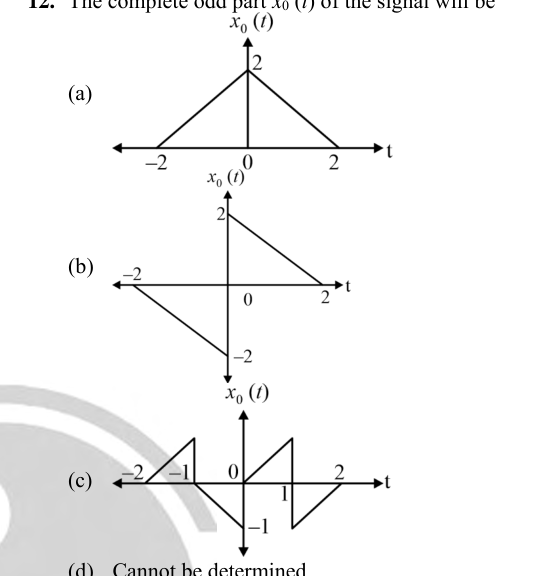 12. The complete odd part x₀ (t) of the signal will be
x₀ (t)
2
(a)
–2 0 2 t
x₀ (t)
2
(b) –2
0 2 t
–2
x₀ (t)
(c) –2 –1 0 1 2 t
–1
(d) Cannot be determined